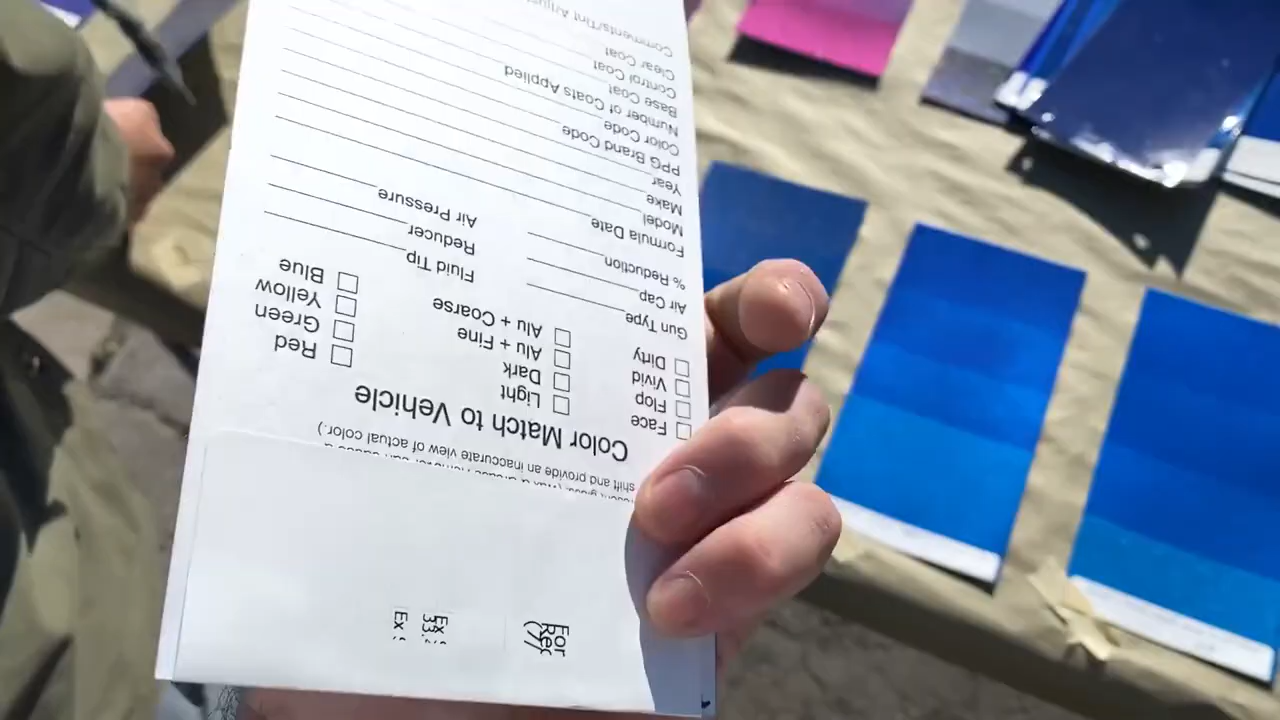 shift and provide an inaccurate view of actual color.)
Color Match to Vehicle
Face
Light
Red
Flop
Dark
Green
Vivid
Alu + Fine
Yellow
Dirty
Alu + Coarse
Blue
Gun Type
Fluid Tip
Air Cap
Reducer
% Reduction
Air Pressure
Formula Date
Model
Make
Year
PPG Brand Code
Color Code
Number of Coats Applied
Base Coat
Control Coat
Clear Coat
Comments/Tint
For